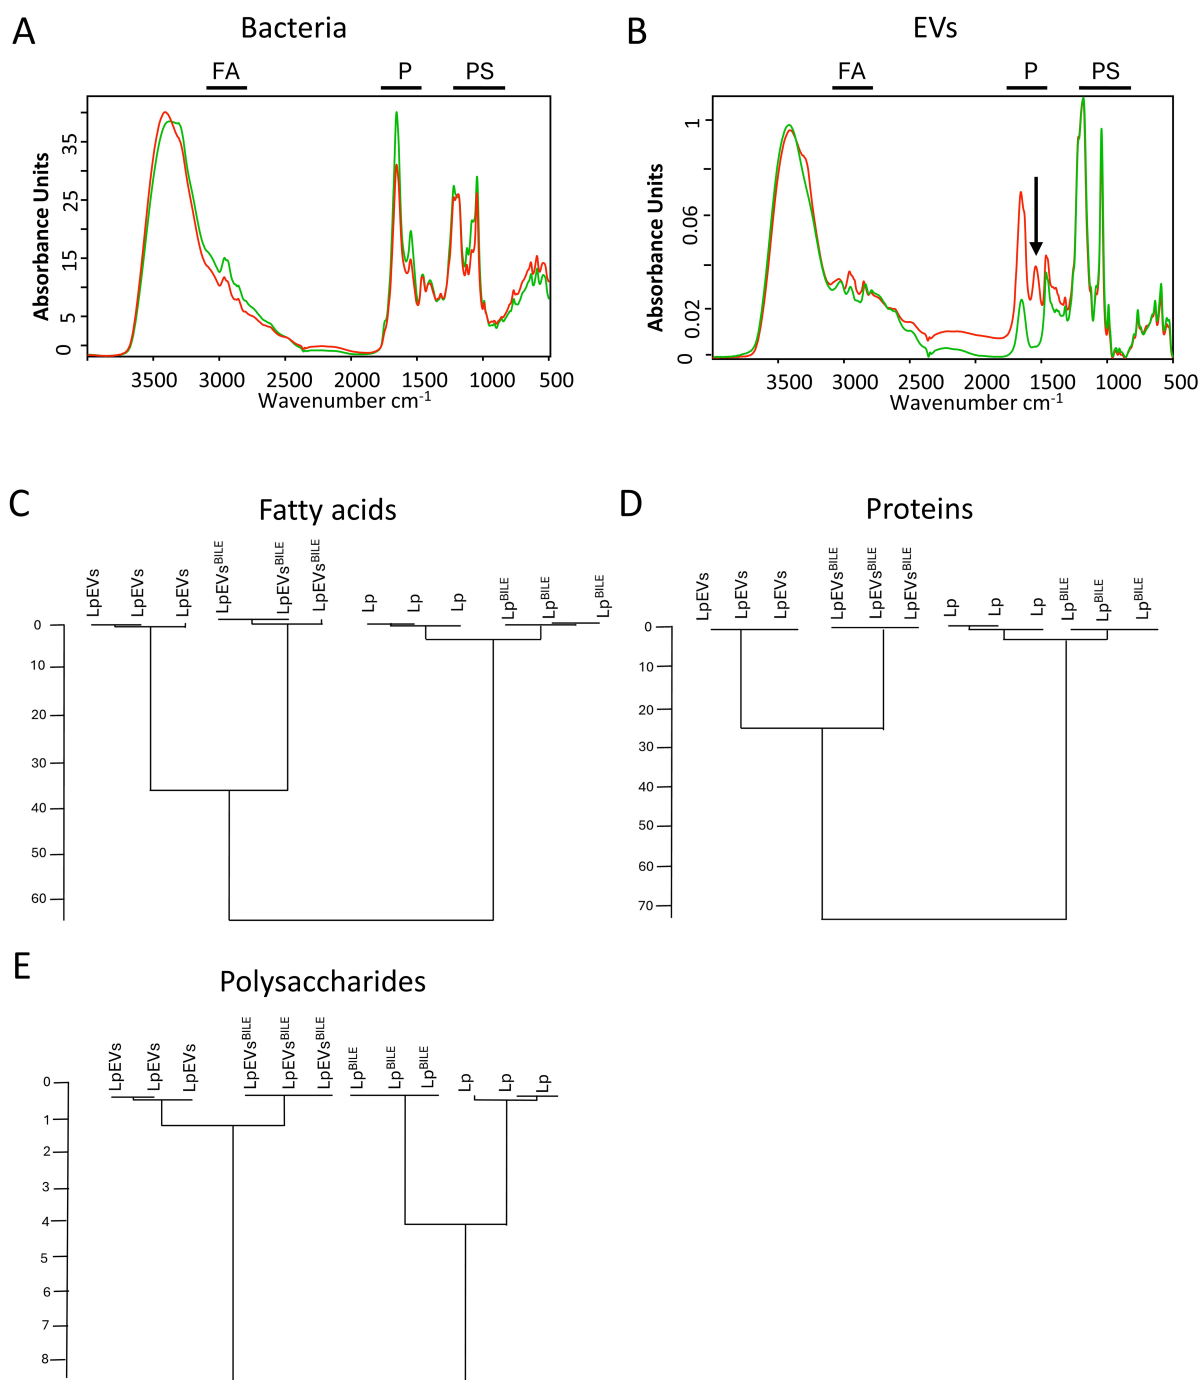 A
Bacteria
FA
P
PS
Absorbance Units
35
25
15
5
0
3500
3000
2500
2000
1500
1000
500
Wavenumber cm-1
B
EVs
FA
P
PS
Absorbance Units
1
0.06
0.02
0
3500
3000
2500
2000
1500
1000
500
Wavenumber cm-1
C
Fatty acids
LpEVs
LpEVs
LpEVs
LpEVsBILE
LpEVsBILE
LpEVsBILE
Lp
Lp
Lp
LpBILE
LpBILE
LpBILE
0
10
20
30
40
50
60
D
Proteins
LpEVs
LpEVs
LpEVs
LpEVsBILE
LpEVsBILE
LpEVsBILE
Lp
Lp
Lp
LpBILE
LpBILE
LpBILE
0
10
20
30
40
50
60
70
E
Polysaccharides
LpEVs
LpEVs
LpEVs
LpEVsBILE
LpEVsBILE
LpEVsBILE
LpBILE
LpBILE
LpBILE
Lp
Lp
Lp
0
1
2
3
4
5
6
7
8